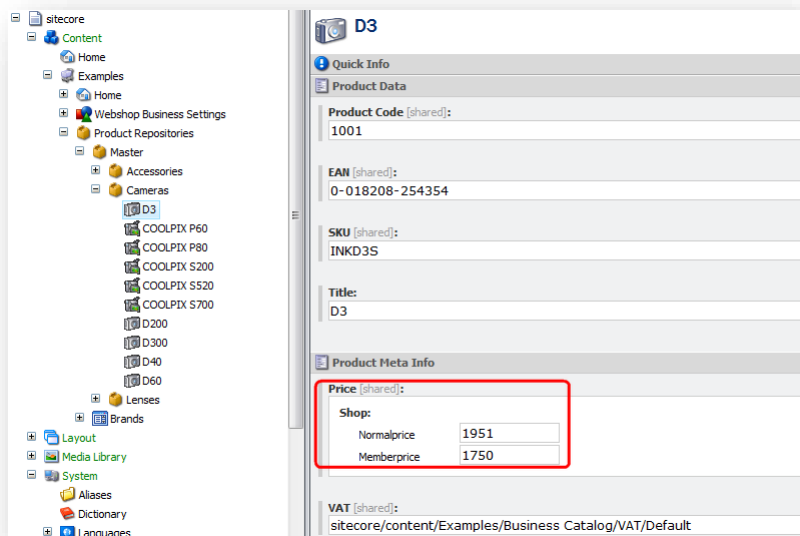 sitecore
Content
Home
Examples
Home
Webshop Business Settings
Product Repositories
Master
Accessories
Cameras
D3
COOLPIX P60
COOLPIX P80
COOLPIX S200
COOLPIX S520
COOLPIX S700
D200
D300
D40
D60
Lenses
Brands
Layout
Media Library
System
Aliases
Dictionary
Languages
D3
Quick Info
Product Data
Product Code [shared]:
1001
EAN [shared]:
0-018208-254354
SKU [shared]:
INKD3S
Title:
D3
Product Meta Info
Price [shared]:
Shop:
Normalprice 1951
Memberprice 1750
VAT [shared]:
sitecore/content/Examples/Business Catalog/VAT/Default